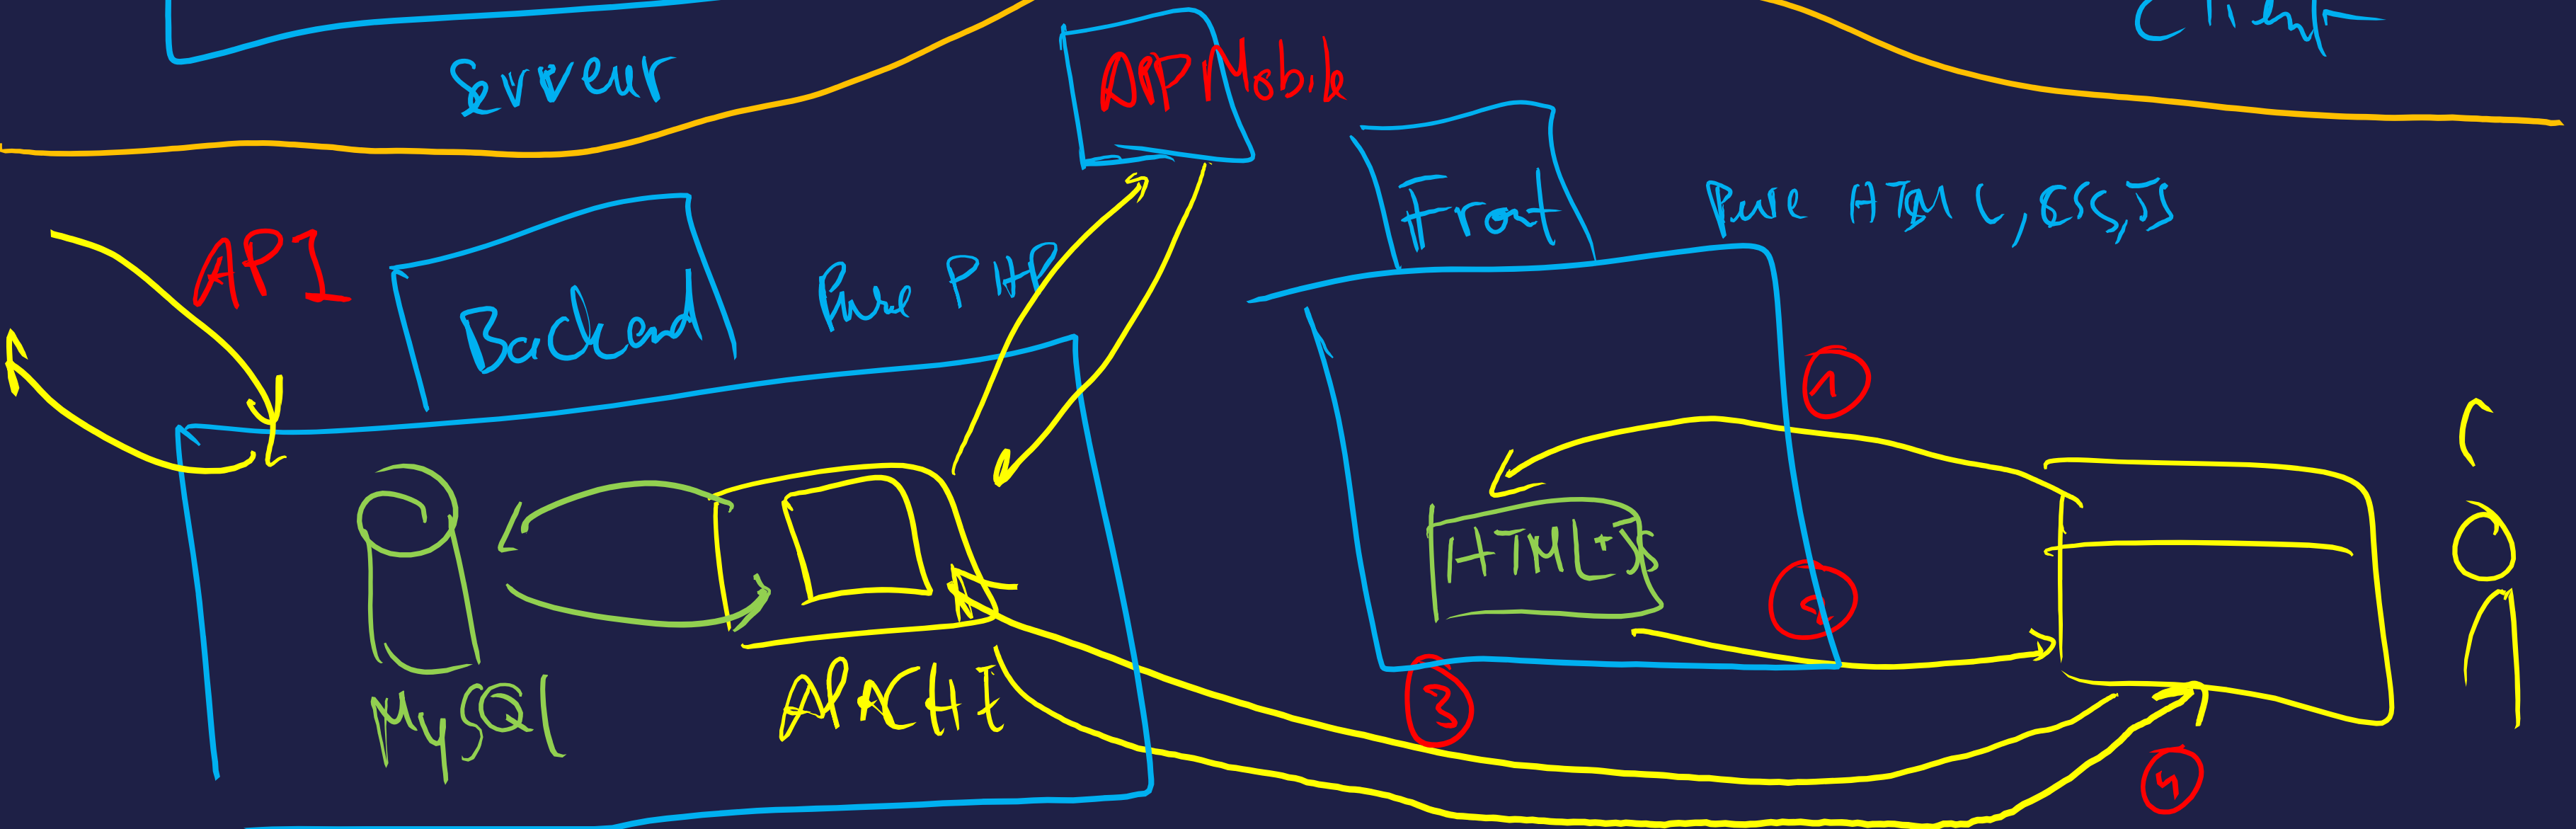 Client
Serveur
APP Mobile
Front
Pure HTML, CSS, JS
API
Backend
Pure PHP
1
HTML+JS
2
3
MySQl
APACHE
4